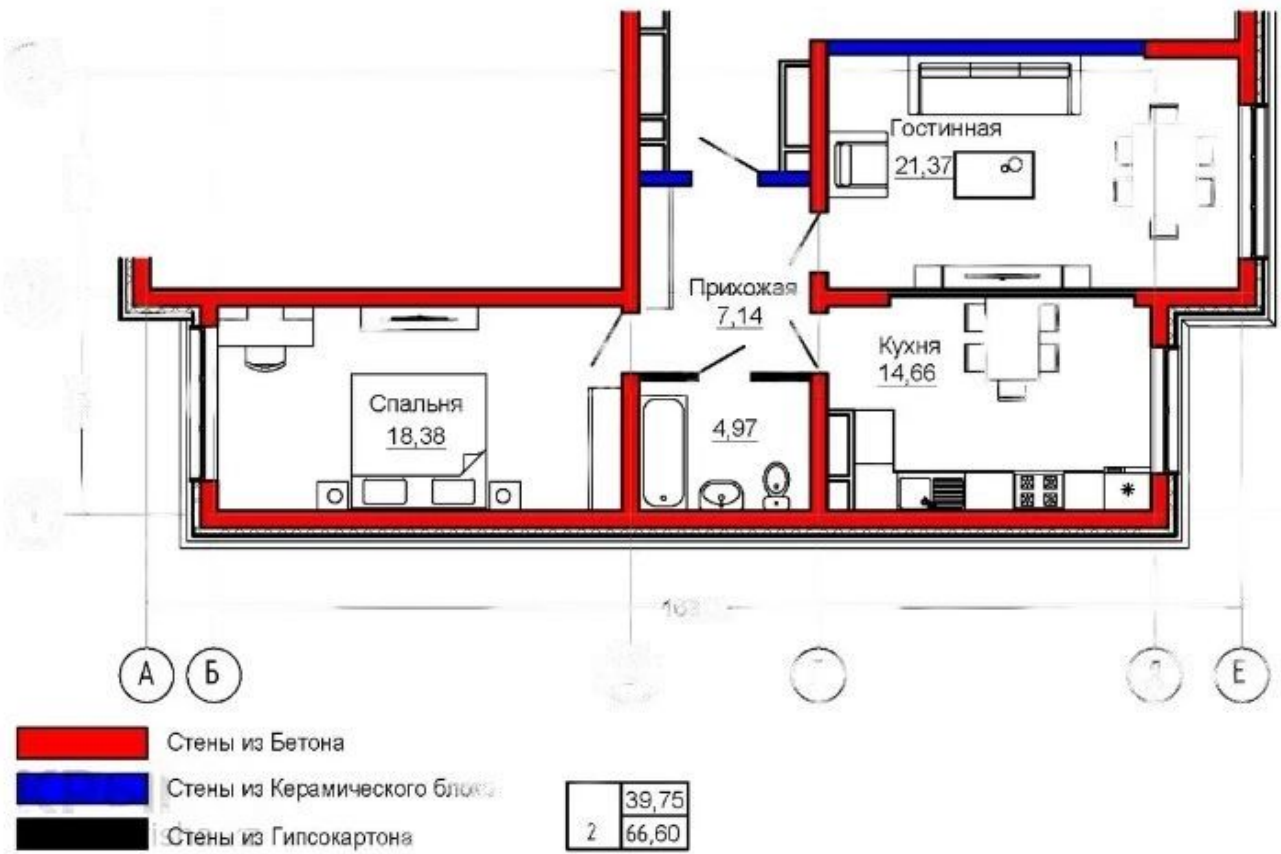 Гостинная
21,37
Прихожая
7,14
Кухня
14,66
Спальня
18,38
4,97
А
Б
Е
Стены из Бетона
Стены из Керамического
Стены из Гипсокартона
39,75
2 66,60